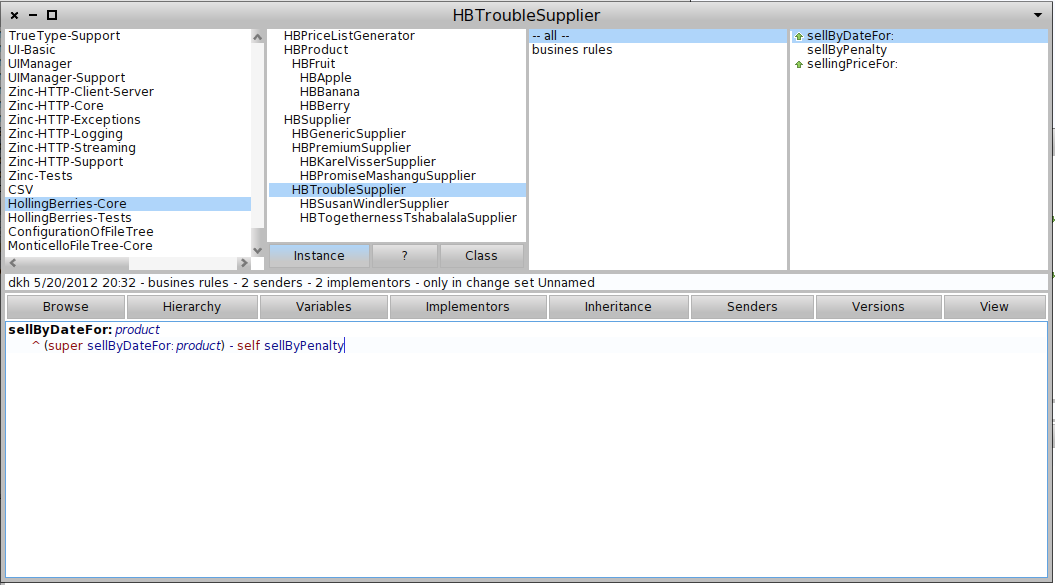 HBTroubleSupplier
TrueType-Support
UI-Basic
UIManager
UIManager-Support
Zinc-HTTP-Client-Server
Zinc-HTTP-Core
Zinc-HTTP-Exceptions
Zinc-HTTP-Logging
Zinc-HTTP-Streaming
Zinc-HTTP-Support
Zinc-Tests
CSV
HollingBerries-Core
HollingBerries-Tests
ConfigurationOfFileTree
MonticelloFileTree-Core
HBPriceListGenerator
HBProduct
HBFruit
HBApple
HBBanana
HBBerry
HBSupplier
HBGenericSupplier
HBPremiumSupplier
HBKarelVisserSupplier
HBPromiseMashanguSupplier
HBTroubleSupplier
HBSusanWindlerSupplier
HBTogethernessTshabalalaSupplier
Instance ? Class
-- all --
busines rules
sellByDateFor:
sellByPenalty
sellingPriceFor:
dkh 5/20/2012 20:32 - busines rules - 2 senders - 2 implementors - only in change set Unnamed
Browse Hierarchy Variables Implementors Inheritance Senders Versions View
sellByDateFor: product
^ (super sellByDateFor: product) - self sellByPenalty